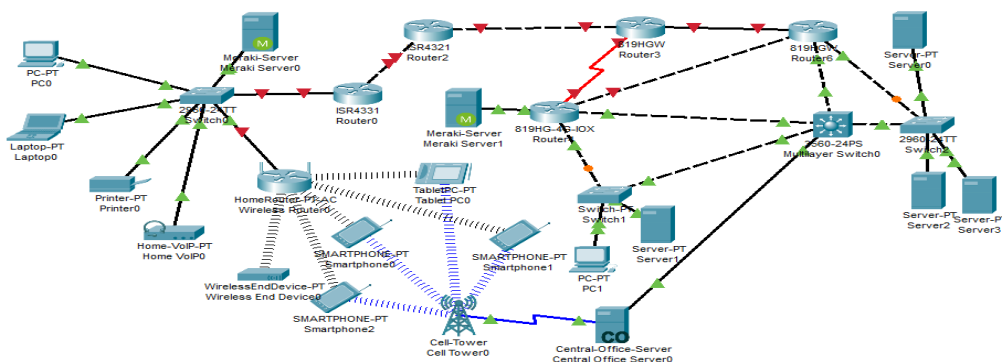 PC-PT
PC0
Meraki-Server
Meraki Server0
M
ISR4321
Router2
819HGW
Router3
819HGW
Router6
Server-PT
Server0
2950-24TT
Switch0
ISR4331
Router0
Meraki-Server
Meraki Server1
M
819HG-4G-IOX
3560-24PS
Multilayer Switch0
2960-24TT
Laptop-PT
Laptop0
Printer-PT
Printer0
HomeRouter-PT-AC
Wireless Router0
TabletPC-PT
Tablet PC0
Switch-PT
Switch1
Server-PT
Server2
Server-PT
Server3
Home-VoIP-PT
Home VoIP0
SMARTPHONE-PT
Smartphone0
SMARTPHONE-PT
Smartphone1
PC-PT
PC1
Server-PT
Server1
WirelessEndDevice-PT
Wireless End Device0
SMARTPHONE-PT
Smartphone2
Cell-Tower
Cell Tower0
CO
Central-Office-Server
Central Office Server0